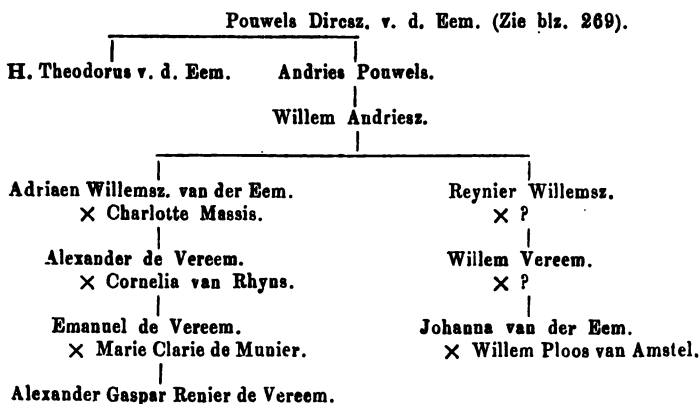 Pouwels Dircsz. v. d. Eem. (Zie blz. 269).
H. Theodorus v. d. Eem. Andries Pouwels.
Willem Andriesz.
Adriaen Willemsz. van der Eem. Reynier Willemsz.
× Charlotte Massis. × ?
Alexander de Vereem. Willem Vereem.
× Cornelia van Rhyns. × ?
Emanuel de Vereem. Johanna van der Eem.
× Marie Clarie de Munier. × Willem Ploos van Amstel.
Alexander Gaspar Renier de Vereem.